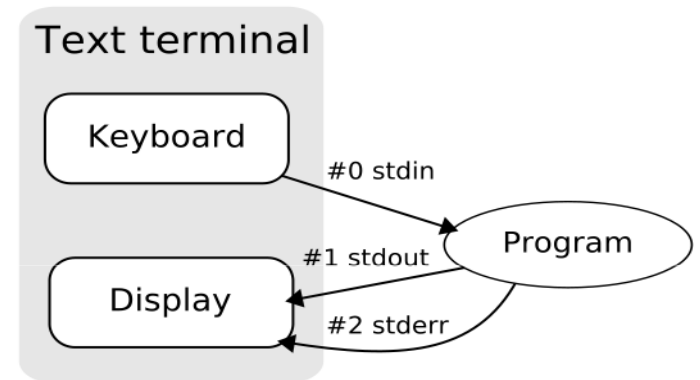 Text terminal
Keyboard
#0 stdin
Program
#1 stdout
Display
#2 stderr